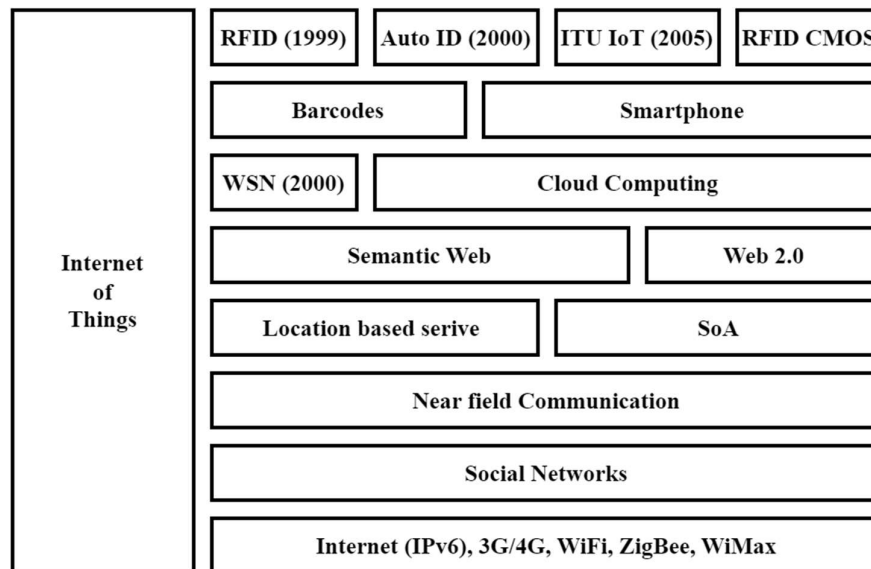 Internet
of
Things
RFID (1999) Auto ID (2000) ITU IoT (2005) RFID CMOS
Barcodes Smartphone
WSN (2000) Cloud Computing
Semantic Web Web 2.0
Location based serive SoA
Near field Communication
Social Networks
Internet (IPv6), 3G/4G, WiFi, ZigBee, WiMax